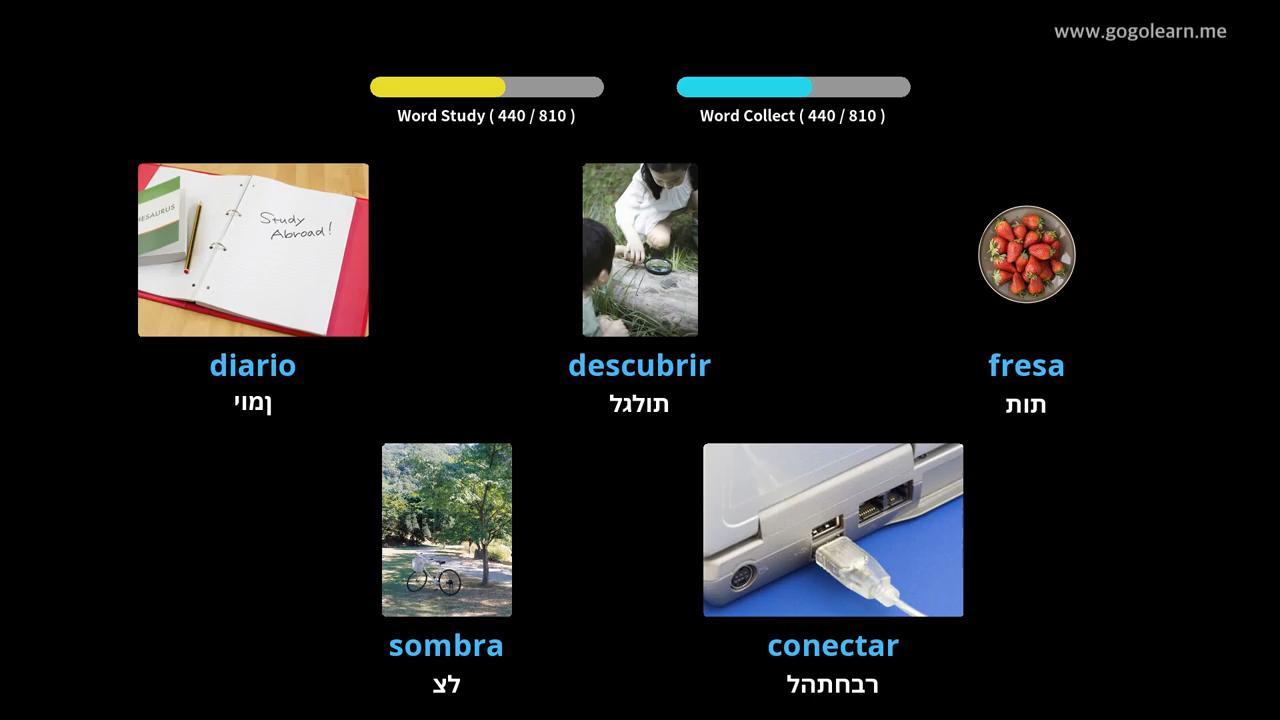 www.gogolearn.me
Word Study ( 440 / 810 )
Word Collect ( 440 / 810 )
THESAURUS
Study
Abroad!
diario
ןמוי
descubrir
תולגל
fresa
תות
sombra
לצ
conectar
רבחתהל